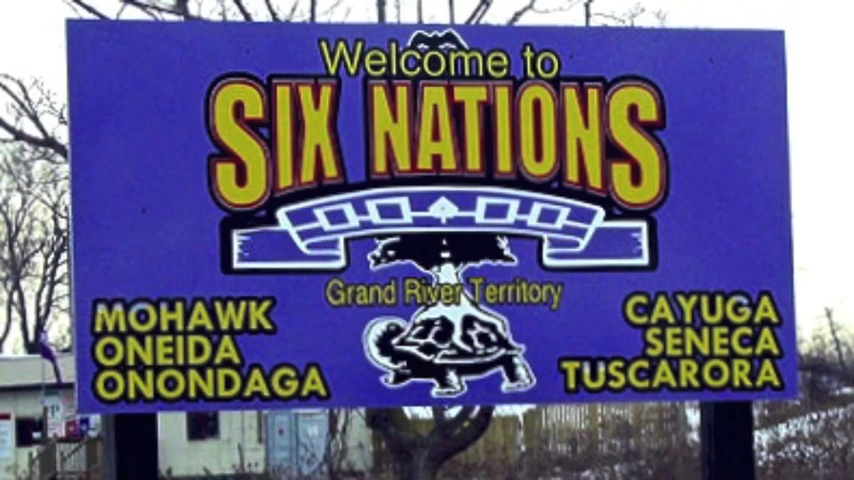 Welcome to
SIX NATIONS
Grand River Territory
MOHAWK
ONEIDA
ONONDAGA
CAYUGA
SENECA
TUSCARORA